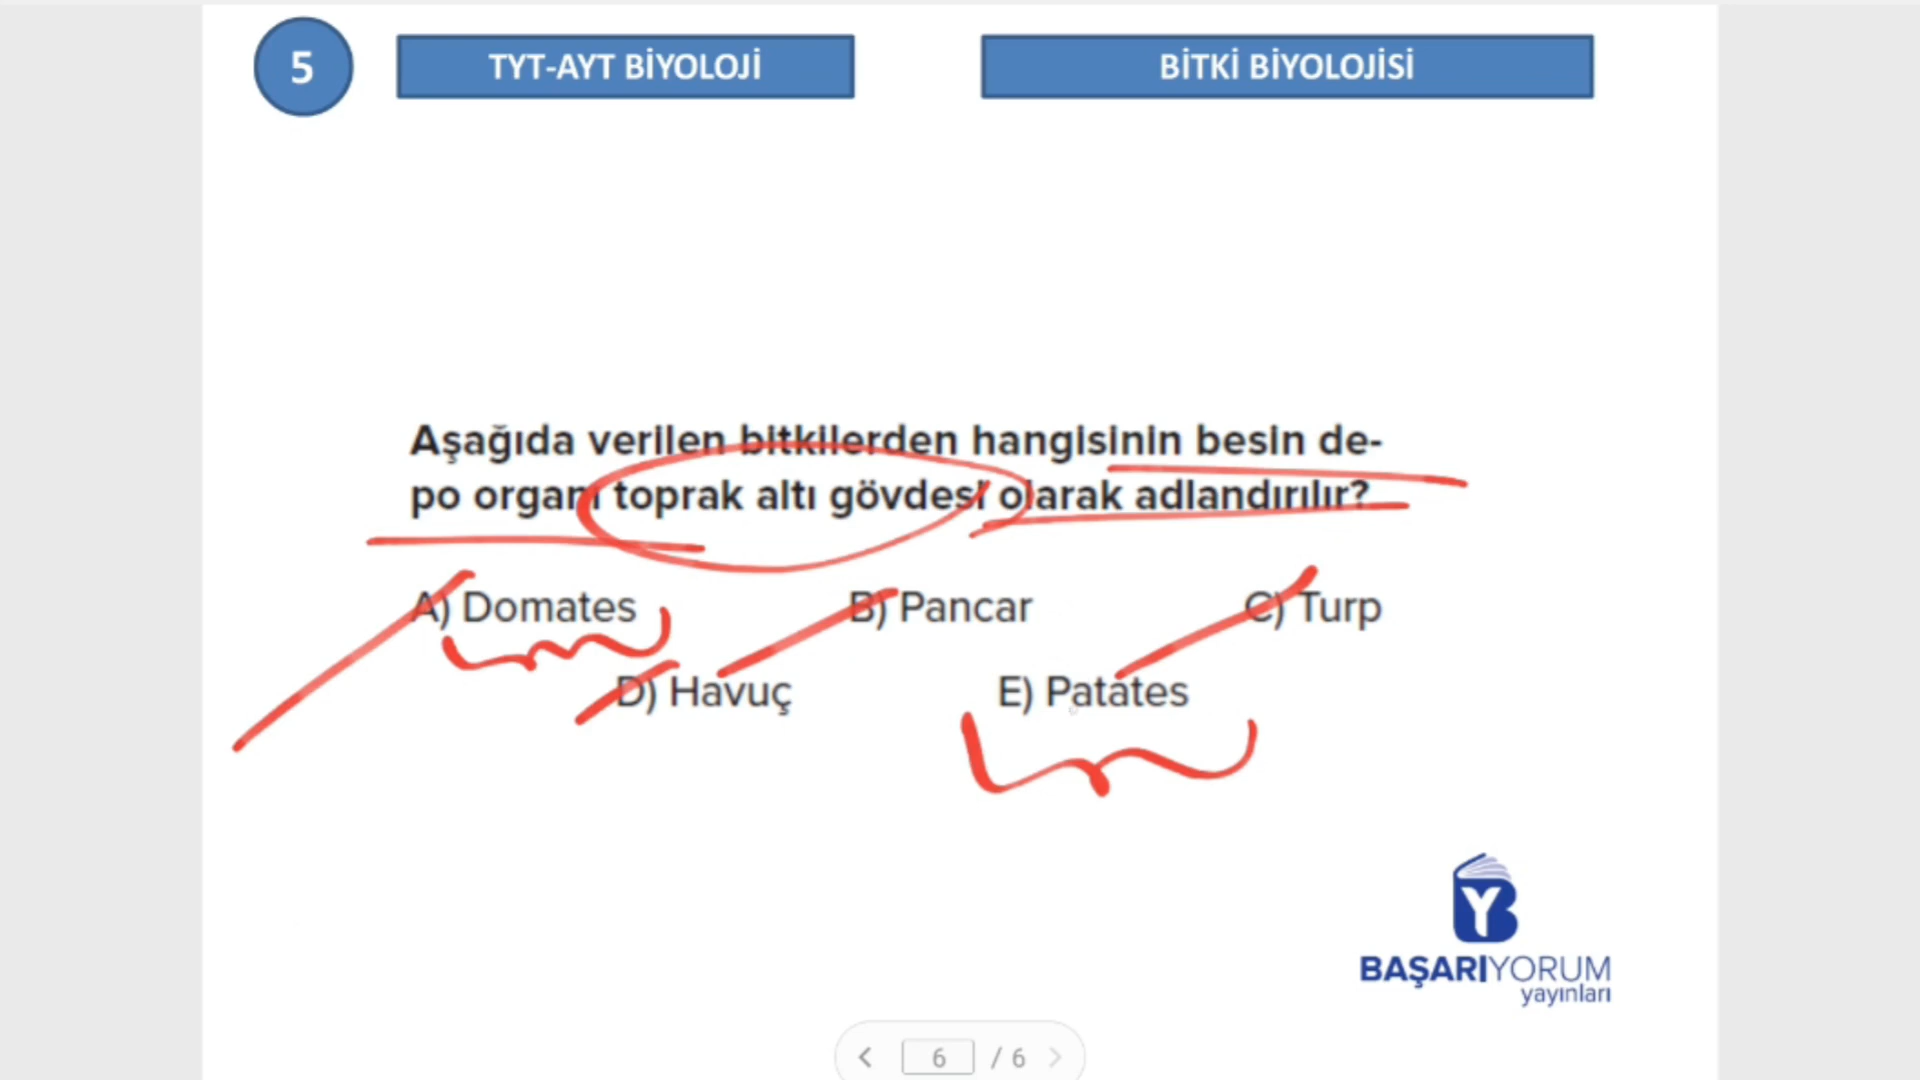 5
TYT-AYT BİYOLOJİ
BİTKİ BİYOLOJİSİ
Aşağıda verilen bitkilerden hangisinin besin de-
po organı toprak altı gövdesi olarak adlandırılır?
A) Domates B) Pancar C) Turp
D) Havuç E) Patates
BAŞARIYORUM
yayınları
6 / 6